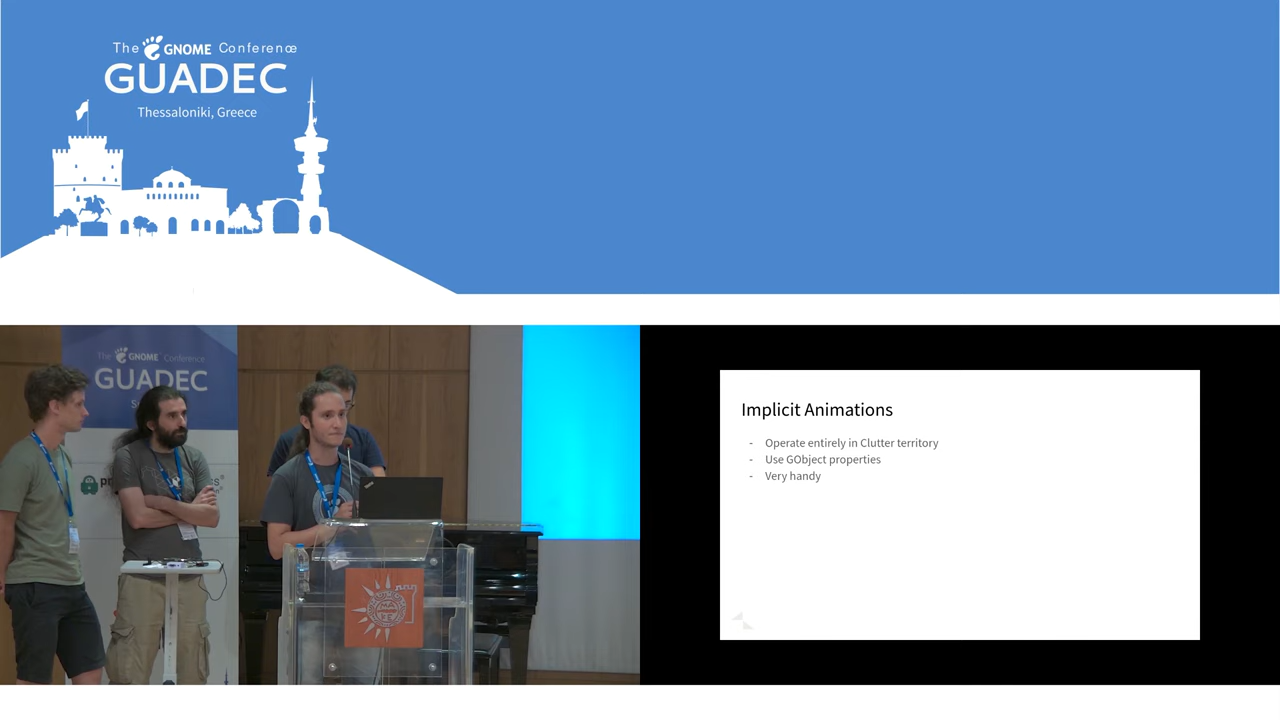 The GNOME Conference
GUADEC
Thessaloniki, Greece
The GNOME Conference
GUADEC
Implicit Animations
- Operate entirely in Clutter territory
- Use GObject properties
- Very handy